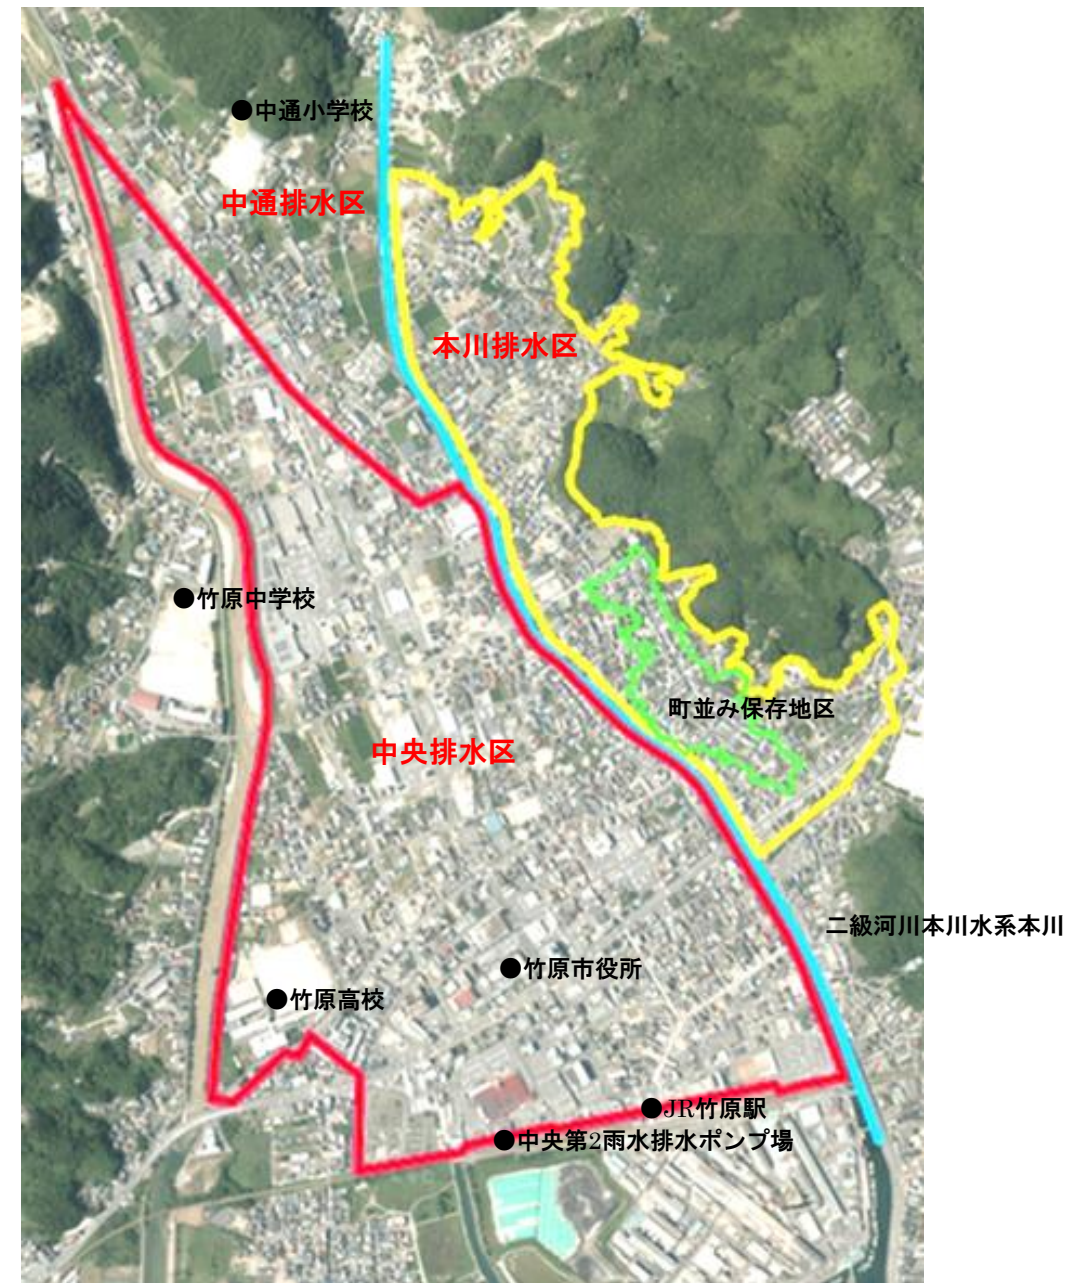 ●中通小学校
中通排水区
本川排水区
●竹原中学校
町並み保存地区
中央排水区
二級河川本川水系本川
●竹原市役所
●竹原高校
●JR竹原駅
●中央第2雨水排水ポンプ場